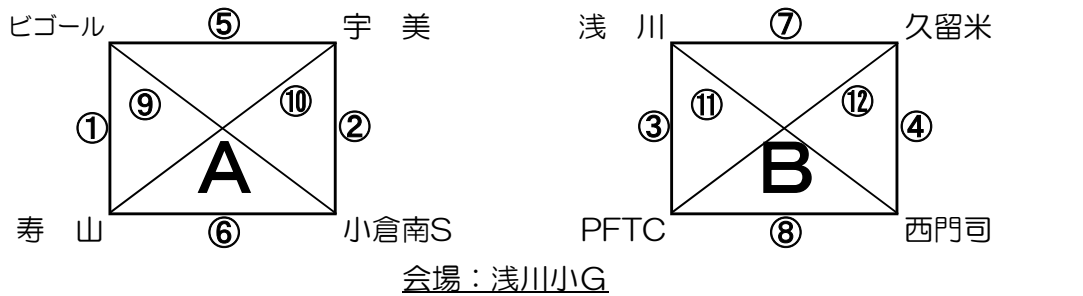 ビゴール ⑤ 宇 美 浅 川 ⑦ 久留米
⑨ ⑩ ⑪ ⑫
① ② ③ ④
A B
寿 山 ⑥ 小倉南S PFTC ⑧ 西門司
会場：浅川小G